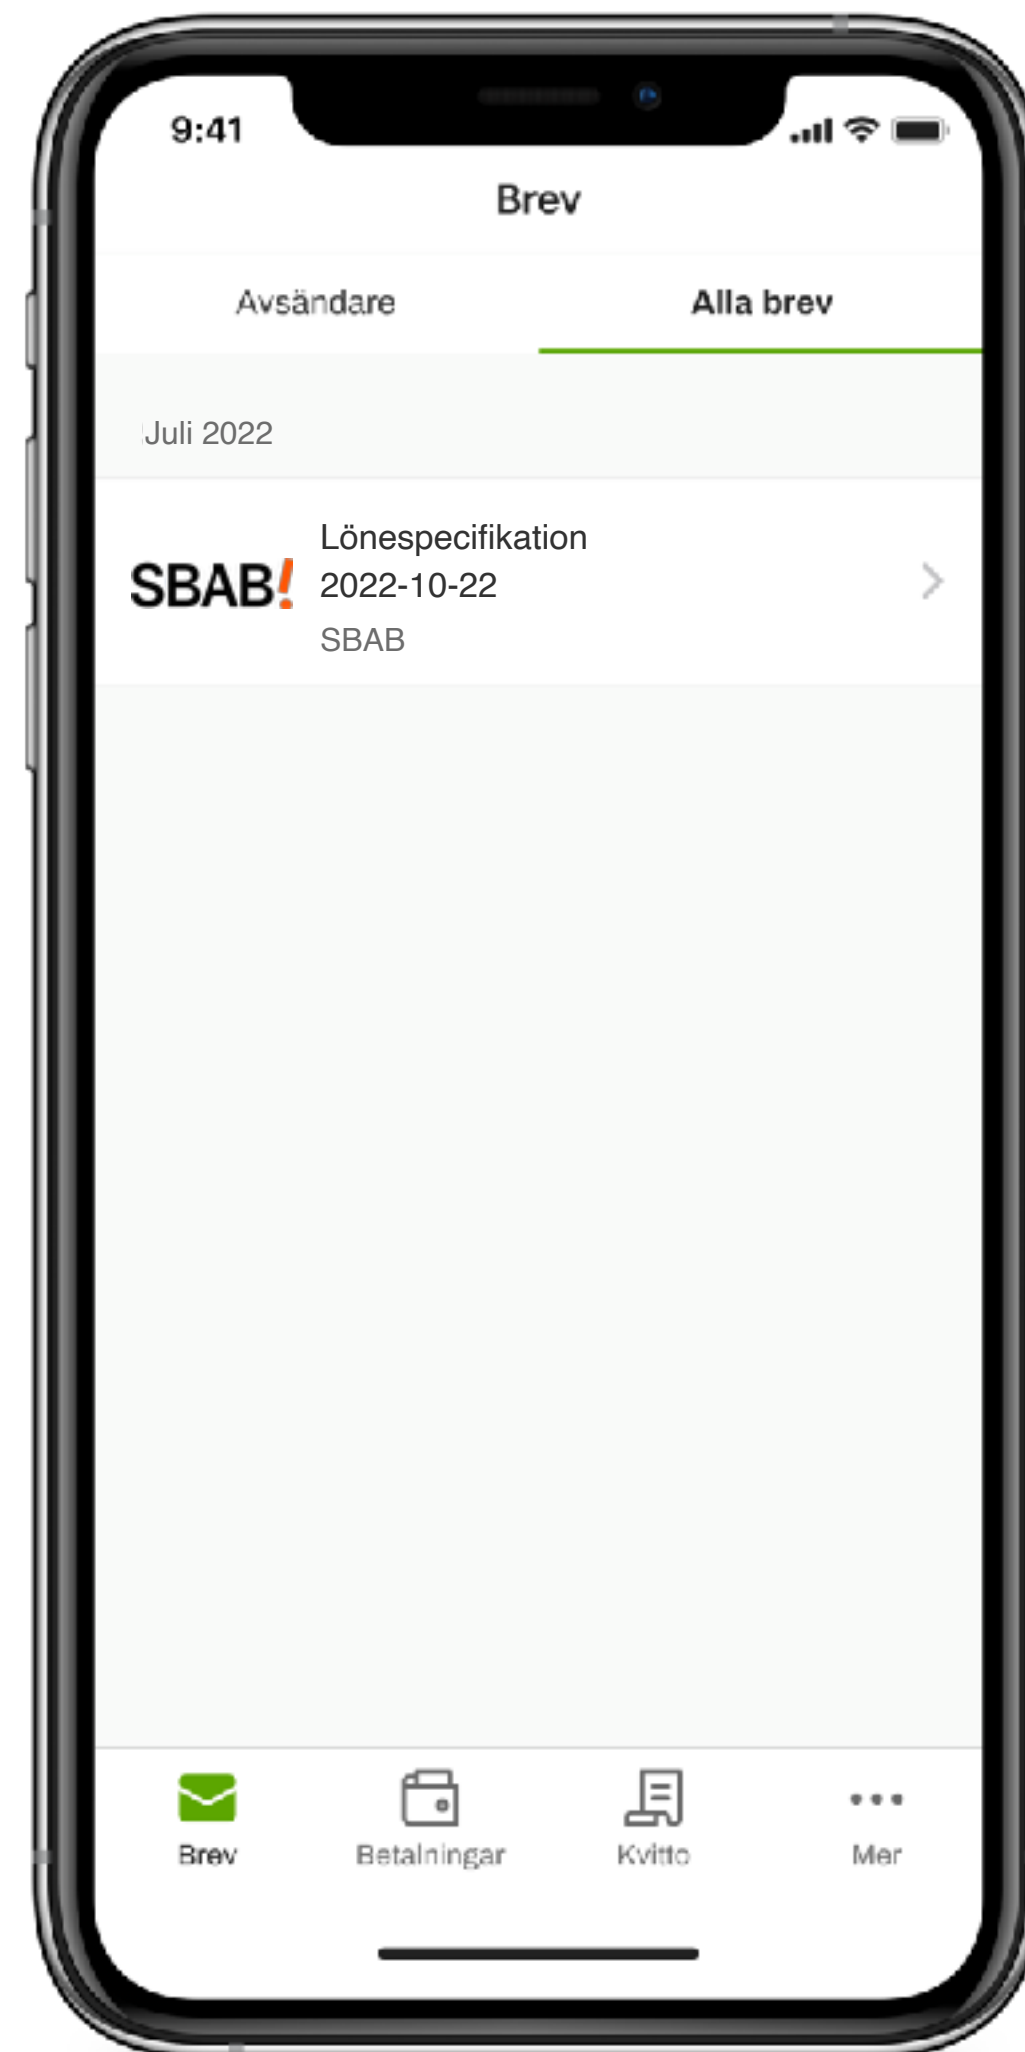 9:41
Brev
Avsändare
Alla brev
Juli 2022
SBAB!
Lönespecifikation
2022-10-22
SBAB
Brev
Betalningar
Kvitto
Mer